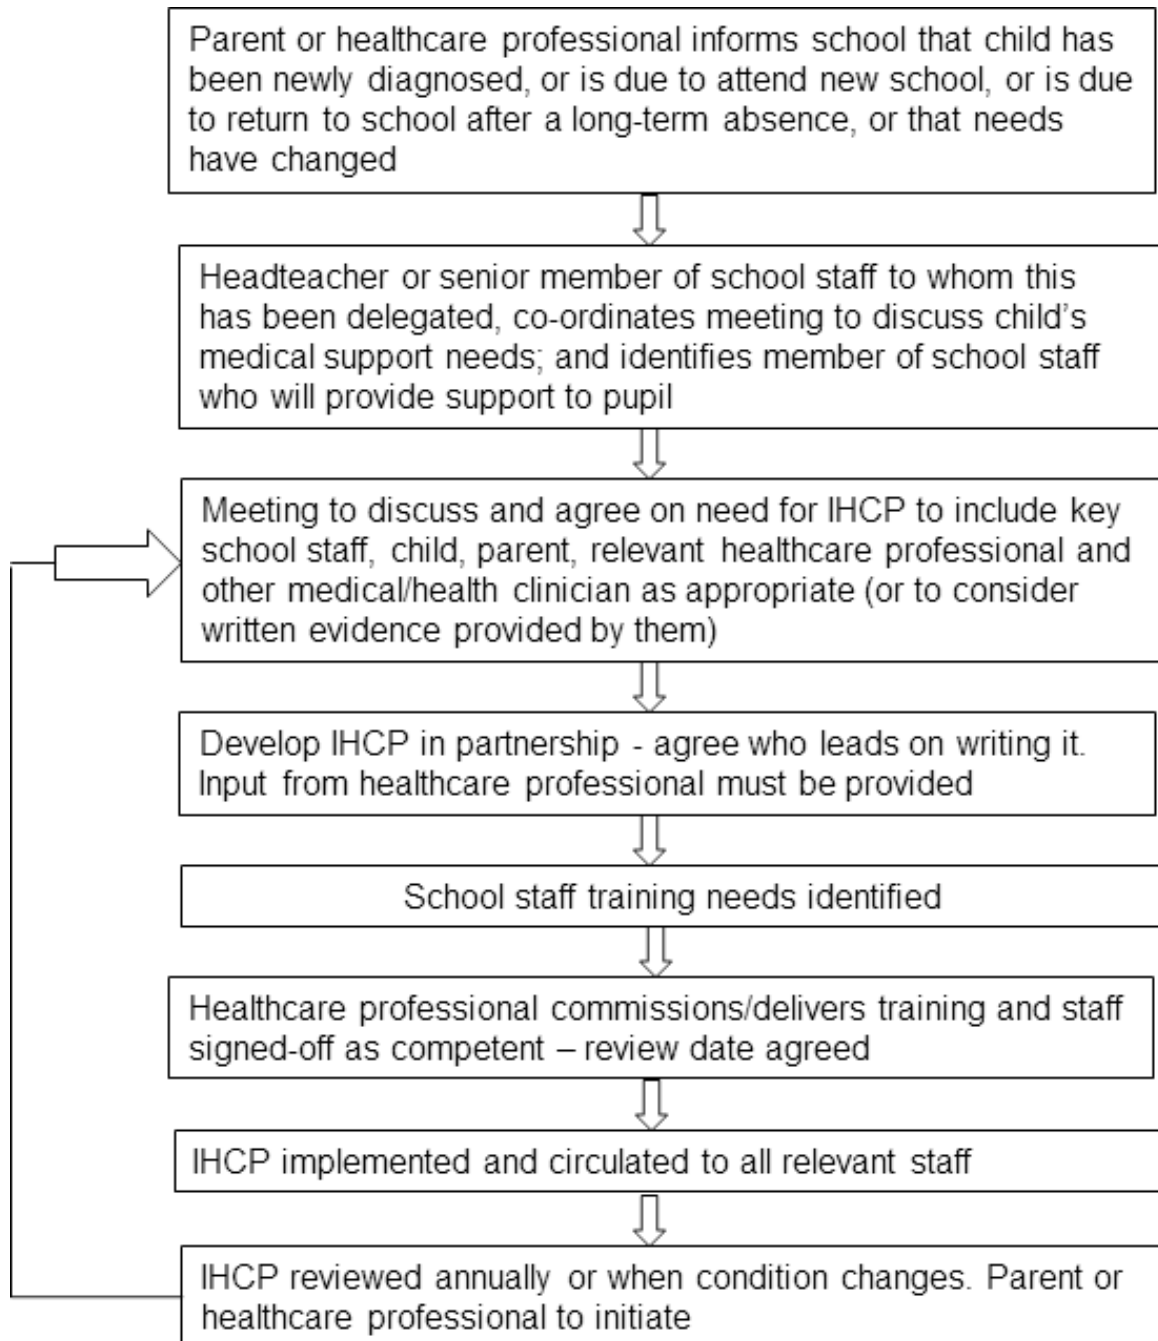 Parent or healthcare professional informs school that child has
been newly diagnosed, or is due to attend new school, or is due
to return to school after a long-term absence, or that needs
have changed
Headteacher or senior member of school staff to whom this
has been delegated, co-ordinates meeting to discuss child's
medical support needs; and identifies member of school staff
who will provide support to pupil
Meeting to discuss and agree on need for IHCP to include key
school staff, child, parent, relevant healthcare professional and
other medical/health clinician as appropriate (or to consider
written evidence provided by them)
Develop IHCP in partnership - agree who leads on writing it.
Input from healthcare professional must be provided
School staff training needs identified
Healthcare professional commissions/delivers training and staff
signed-off as competent – review date agreed
IHCP implemented and circulated to all relevant staff
IHCP reviewed annually or when condition changes. Parent or
healthcare professional to initiate